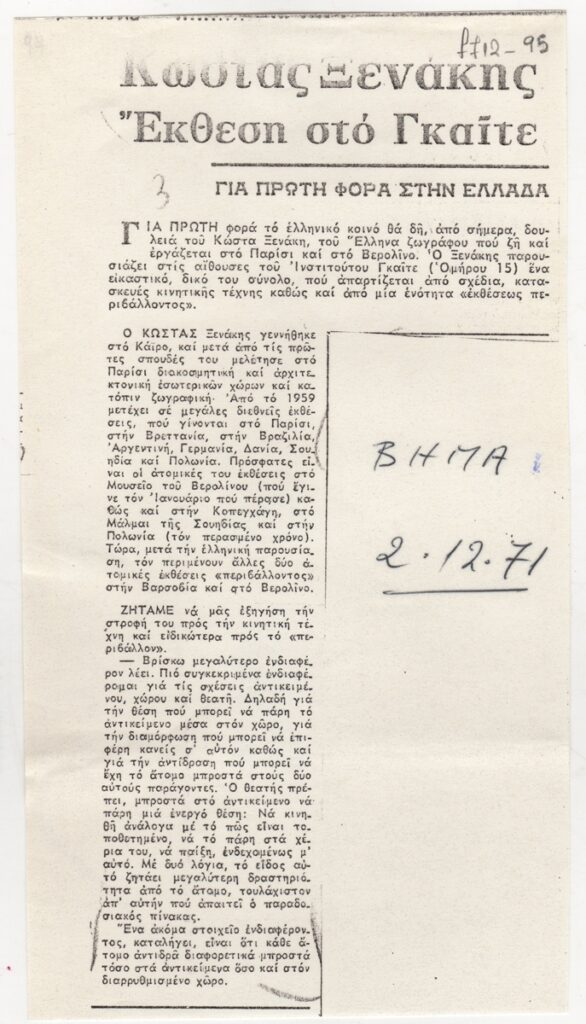 94
f712-95
Κώστας Ξενάκης
Ἔκθεση στό Γκαῖτε
3
ΓΙΑ ΠΡΩΤΗ ΦΟΡΑ ΣΤΗΝ ΕΛΛΑΔΑ
ΓΙΑ ΠΡΩΤΗ φορά τό ἑλληνικό κοινό θά δῆ, ἀπό σήμερα, δου-
λειά τοῦ Κώστα Ξενάκη, τοῦ Ἕλληνα ζωγράφου πού ζῆ καί
ἐργάζεται στό Παρίσι καί στό Βερολῖνο. Ὁ Ξενάκης παρου-
σιάζει στίς αἴθουσες τοῦ Ἰνστιτούτου Γκαῖτε (Ὁμήρου 15) ἕνα
εἰκαστικό, δικό του σύνολο, πού ἀπαρτίζεται ἀπό σχέδια, κατα-
σκευές κινητικῆς τέχνης καθώς καί ἀπό μία ἑνότητα «ἐκθέσεως πε-
ριβάλλοντος».
Ο ΚΩΣΤΑΣ Ξενάκης γεννήθηκε
στό Κάϊρο, καί μετά ἀπό τίς πρῶ-
τες σπουδές του μελέτησε στό
Παρίσι διακοσμητική καί ἀρχιτε-
κτονική ἐσωτερικῶν χώρων καί κα-
τόπιν ζωγραφική. Ἀπό τό 1959
μετέχει σέ μεγάλες διεθνεῖς ἐκθέ-
σεις, πού γίνονται στό Παρίσι,
στήν Βρεττανία, στήν Βραζιλία,
Ἀργεντινή, Γερμανία, Δανία, Σου-
ηδία καί Πολωνία. Πρόσφατες εἶ-
ναι οἱ ἀτομικές του ἐκθέσεις στό
Μουσεῖο τοῦ Βερολίνου (πού ἔγι-
νε τόν Ἰανουάριο πού πέρασε) κα-
θώς καί στήν Κοπεγχάγη, στό
Μάλμαι τῆς Σουηδίας καί στήν
Πολωνία (τόν περασμένο χρόνο).
Τώρα, μετά τήν ἑλληνική παρουσία-
ση, τόν περιμένουν ἄλλες δύο ἀ-
τομικές ἐκθέσεις «περιβάλλοντος»
στήν Βαρσοβία καί στό Βερολῖνο.
ΖΗΤΑΜΕ νά μᾶς ἐξηγήση τήν
στροφή του πρός τήν κινητική τέ-
χνη καί εἰδικώτερα πρός τό «πε-
ριβάλλον».
— Βρίσκω μεγαλύτερο ἐνδιαφέ-
ρον λέει. Πιό συγκεκριμένα ἐνδιαφέ-
ρομαι γιά τίς σχέσεις ἀντικειμέ-
νου, χώρου καί θεατῆ. Δηλαδή γιά
τήν θέση πού μπορεῖ νά πάρη τό
ἀντικείμενο μέσα στόν χῶρο, γιά
τήν διαμόρφωση πού μπορεῖ νά ἐπι-
φέρη κανείς σ' αὐτόν καθώς καί
γιά τήν ἀντίδραση πού μπορεῖ νά
ἔχη τό ἄτομο μπροστά στούς δύο
αὐτούς παράγοντες. Ὁ θεατής πρέ-
πει, μπροστά στό ἀντικείμενο νά
πάρη μιά ἐνεργό θέση: Νά κινη-
θῆ ἀνάλογα μέ τό πῶς εἶναι το-
ποθετημένο, νά τό πάρη στά χέ-
ρια του, νά παίξη, ἐνδεχομένως μ'
αὐτό. Μέ δυό λόγια, τό εἶδος αὐ-
τό ζητάει μεγαλύτερη δραστηριό-
τητα ἀπό τό ἄτομο, τουλάχιστον
ἀπ' αὐτήν πού ἀπαιτεῖ ὁ παραδο-
σιακός πίνακας.
Ἕνα ἀκόμα στοιχεῖο ἐνδιαφέρον-
τος, καταλήγει, εἶναι ὅτι κάθε ἄ-
τομο ἀντιδρᾶ διαφορετικά μπροστά
τόσο στά ἀντικείμενα ὅσο καί στόν
διαρρυθμισμένο χῶρο.
ΒΗΜΑ
2.12.71